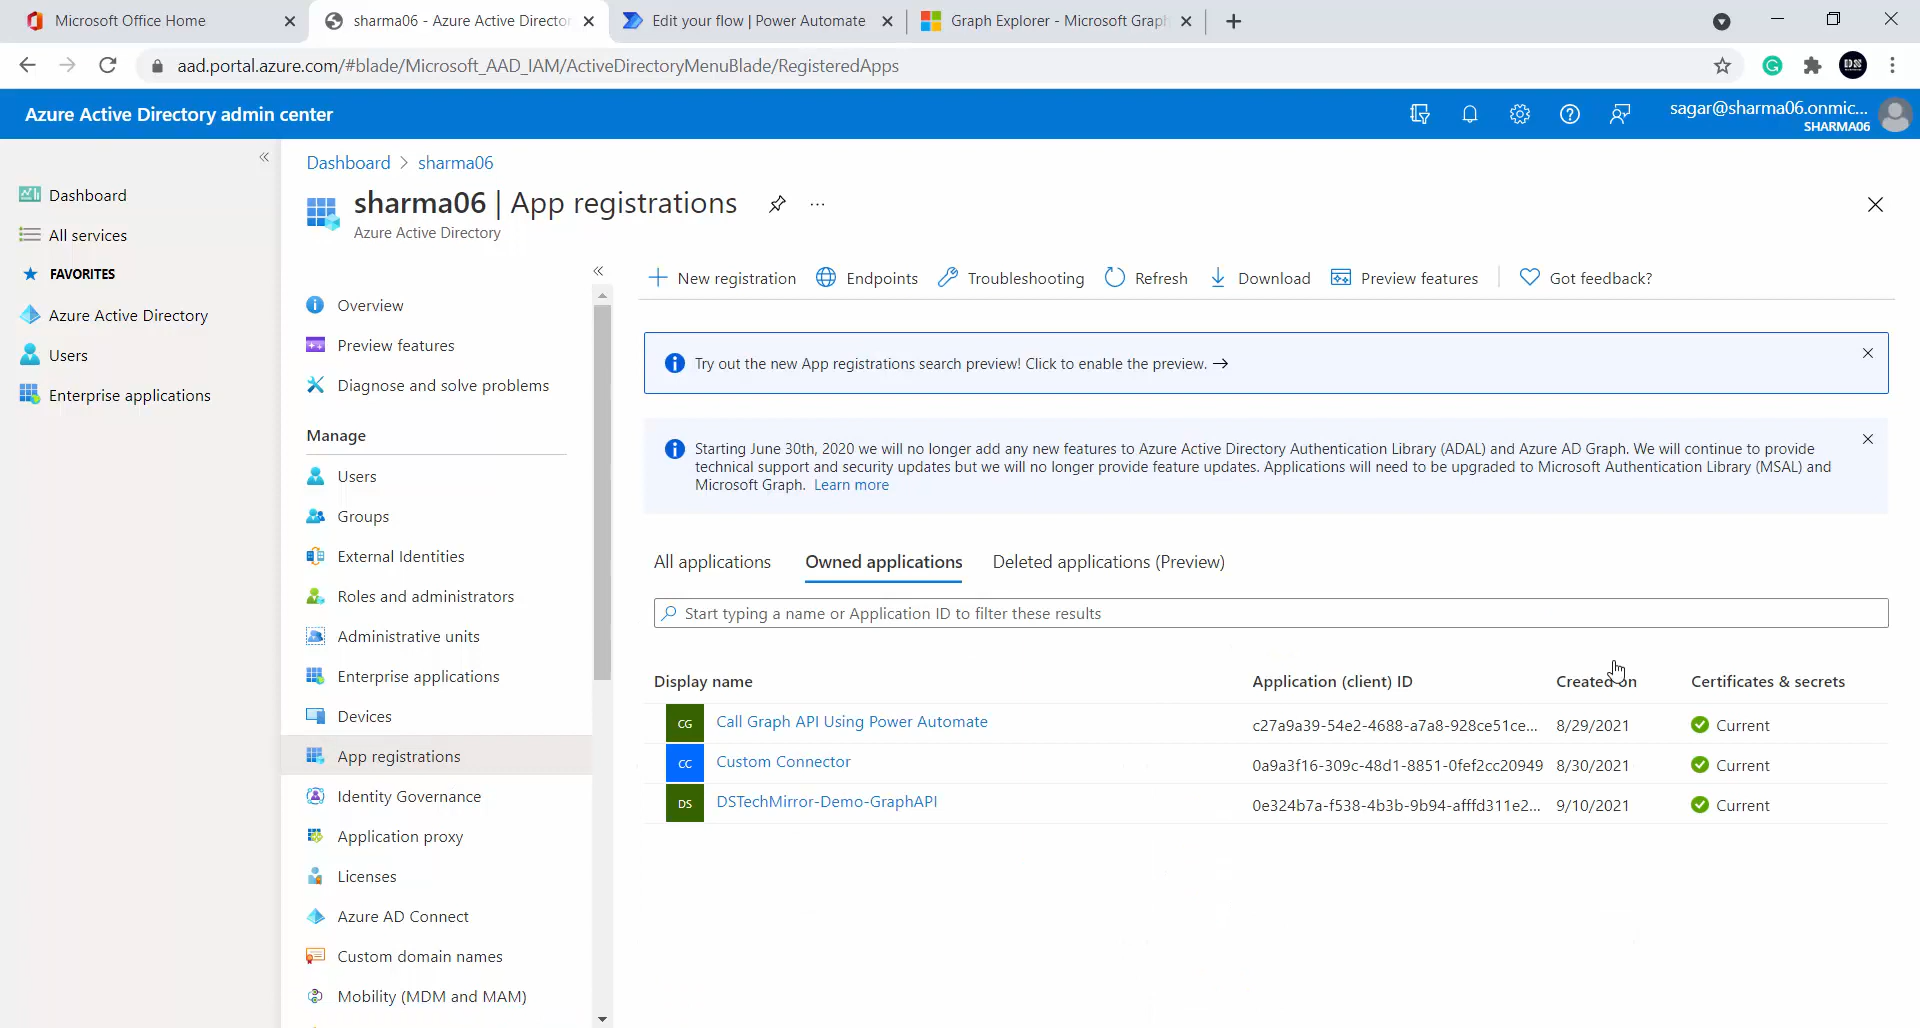 Microsoft Office Home
sharma06 - Azure Active Director
Edit your flow | Power Automate
Graph Explorer - Microsoft Graph
aad.portal.azure.com/#blade/Microsoft_AAD_IAM/ActiveDirectoryMenuBlade/RegisteredApps
Azure Active Directory admin center
sagar@sharma06.onmic...
SHARMA06
Dashboard
All services
FAVORITES
Azure Active Directory
Users
Enterprise applications
Dashboard > sharma06
sharma06 | App registrations
Azure Active Directory
Overview
Preview features
Diagnose and solve problems
Manage
Users
Groups
External Identities
Roles and administrators
Administrative units
Enterprise applications
Devices
App registrations
Identity Governance
Application proxy
Licenses
Azure AD Connect
Custom domain names
Mobility (MDM and MAM)
New registration
Endpoints
Troubleshooting
Refresh
Download
Preview features
Got feedback?
Try out the new App registrations search preview! Click to enable the preview. →
Starting June 30th, 2020 we will no longer add any new features to Azure Active Directory Authentication Library (ADAL) and Azure AD Graph. We will continue to provide
technical support and security updates but we will no longer provide feature updates. Applications will need to be upgraded to Microsoft Authentication Library (MSAL) and
Microsoft Graph. Learn more
All applications
Owned applications
Deleted applications (Preview)
Start typing a name or Application ID to filter these results
Display name
Application (client) ID
Created on
Certificates & secrets
CG Call Graph API Using Power Automate c27a9a39-54e2-4688-a7a8-928ce51ce... 8/29/2021 Current
CC Custom Connector 0a9a3f16-309c-48d1-8851-0fef2cc20949 8/30/2021 Current
DS DSTechMirror-Demo-GraphAPI 0e324b7a-f538-4b3b-9b94-afffd311e2... 9/10/2021 Current